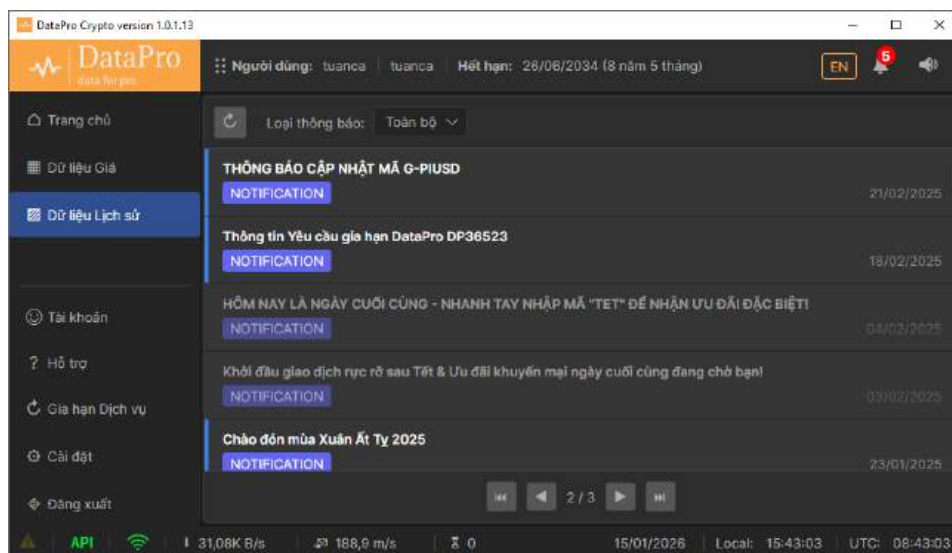 DataPro Crypto version 1.0.1.13
DataPro
data for pro
Người dùng: tuanca tuanca Hết hạn: 26/06/2034 (8 năm 5 tháng)
EN
5
Trang chủ
Dữ liệu Giá
Dữ liệu Lịch sử
Tài khoản
Hỗ trợ
Gia hạn Dịch vụ
Cài đặt
Đăng xuất
Loại thông báo: Toàn bộ
THÔNG BÁO CẬP NHẬT MÃ G-PIUSD
NOTIFICATION
21/02/2025
Thông tin Yêu cầu gia hạn DataPro DP36523
NOTIFICATION
18/02/2025
HÔM NAY LÀ NGÀY CUỐI CÙNG - NHANH TAY NHẬP MÃ "TET" ĐỂ NHẬN ƯU ĐÃI ĐẶC BIỆT!
NOTIFICATION
04/02/2025
Khởi đầu giao dịch rực rỡ sau Tết & Ưu đãi khuyến mại ngày cuối cùng đang chờ bạn!
NOTIFICATION
03/02/2025
Chào đón mùa Xuân Ất Tỵ 2025
NOTIFICATION
23/01/2025
2/3
API 31,08K B/s 188,9 m/s 0 15/01/2026 Local: 15:43:03 UTC: 08:43:03